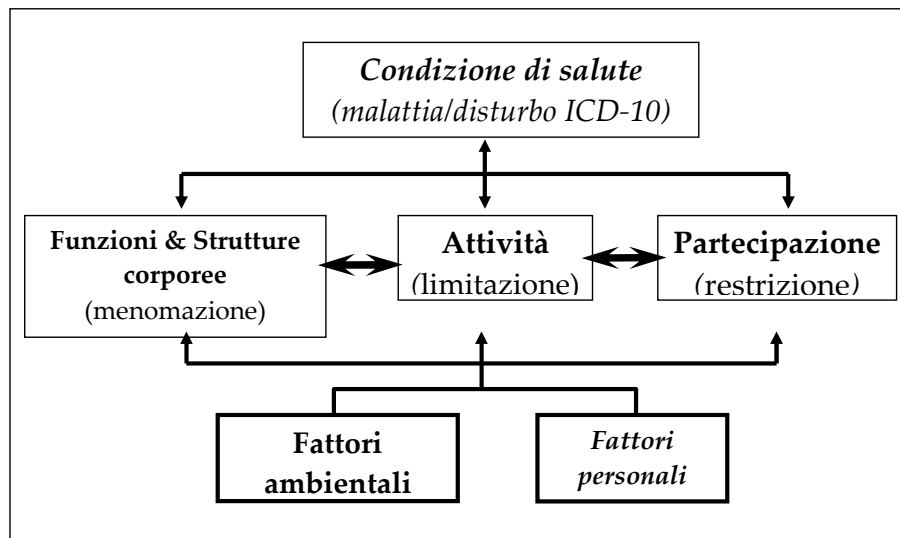 Condizione di salute
(malattia/disturbo ICD-10)
Funzioni & Strutture
corporee
(menomazione)
Attività
(limitazione)
Partecipazione
(restrizione)
Fattori
ambientali
Fattori
personali